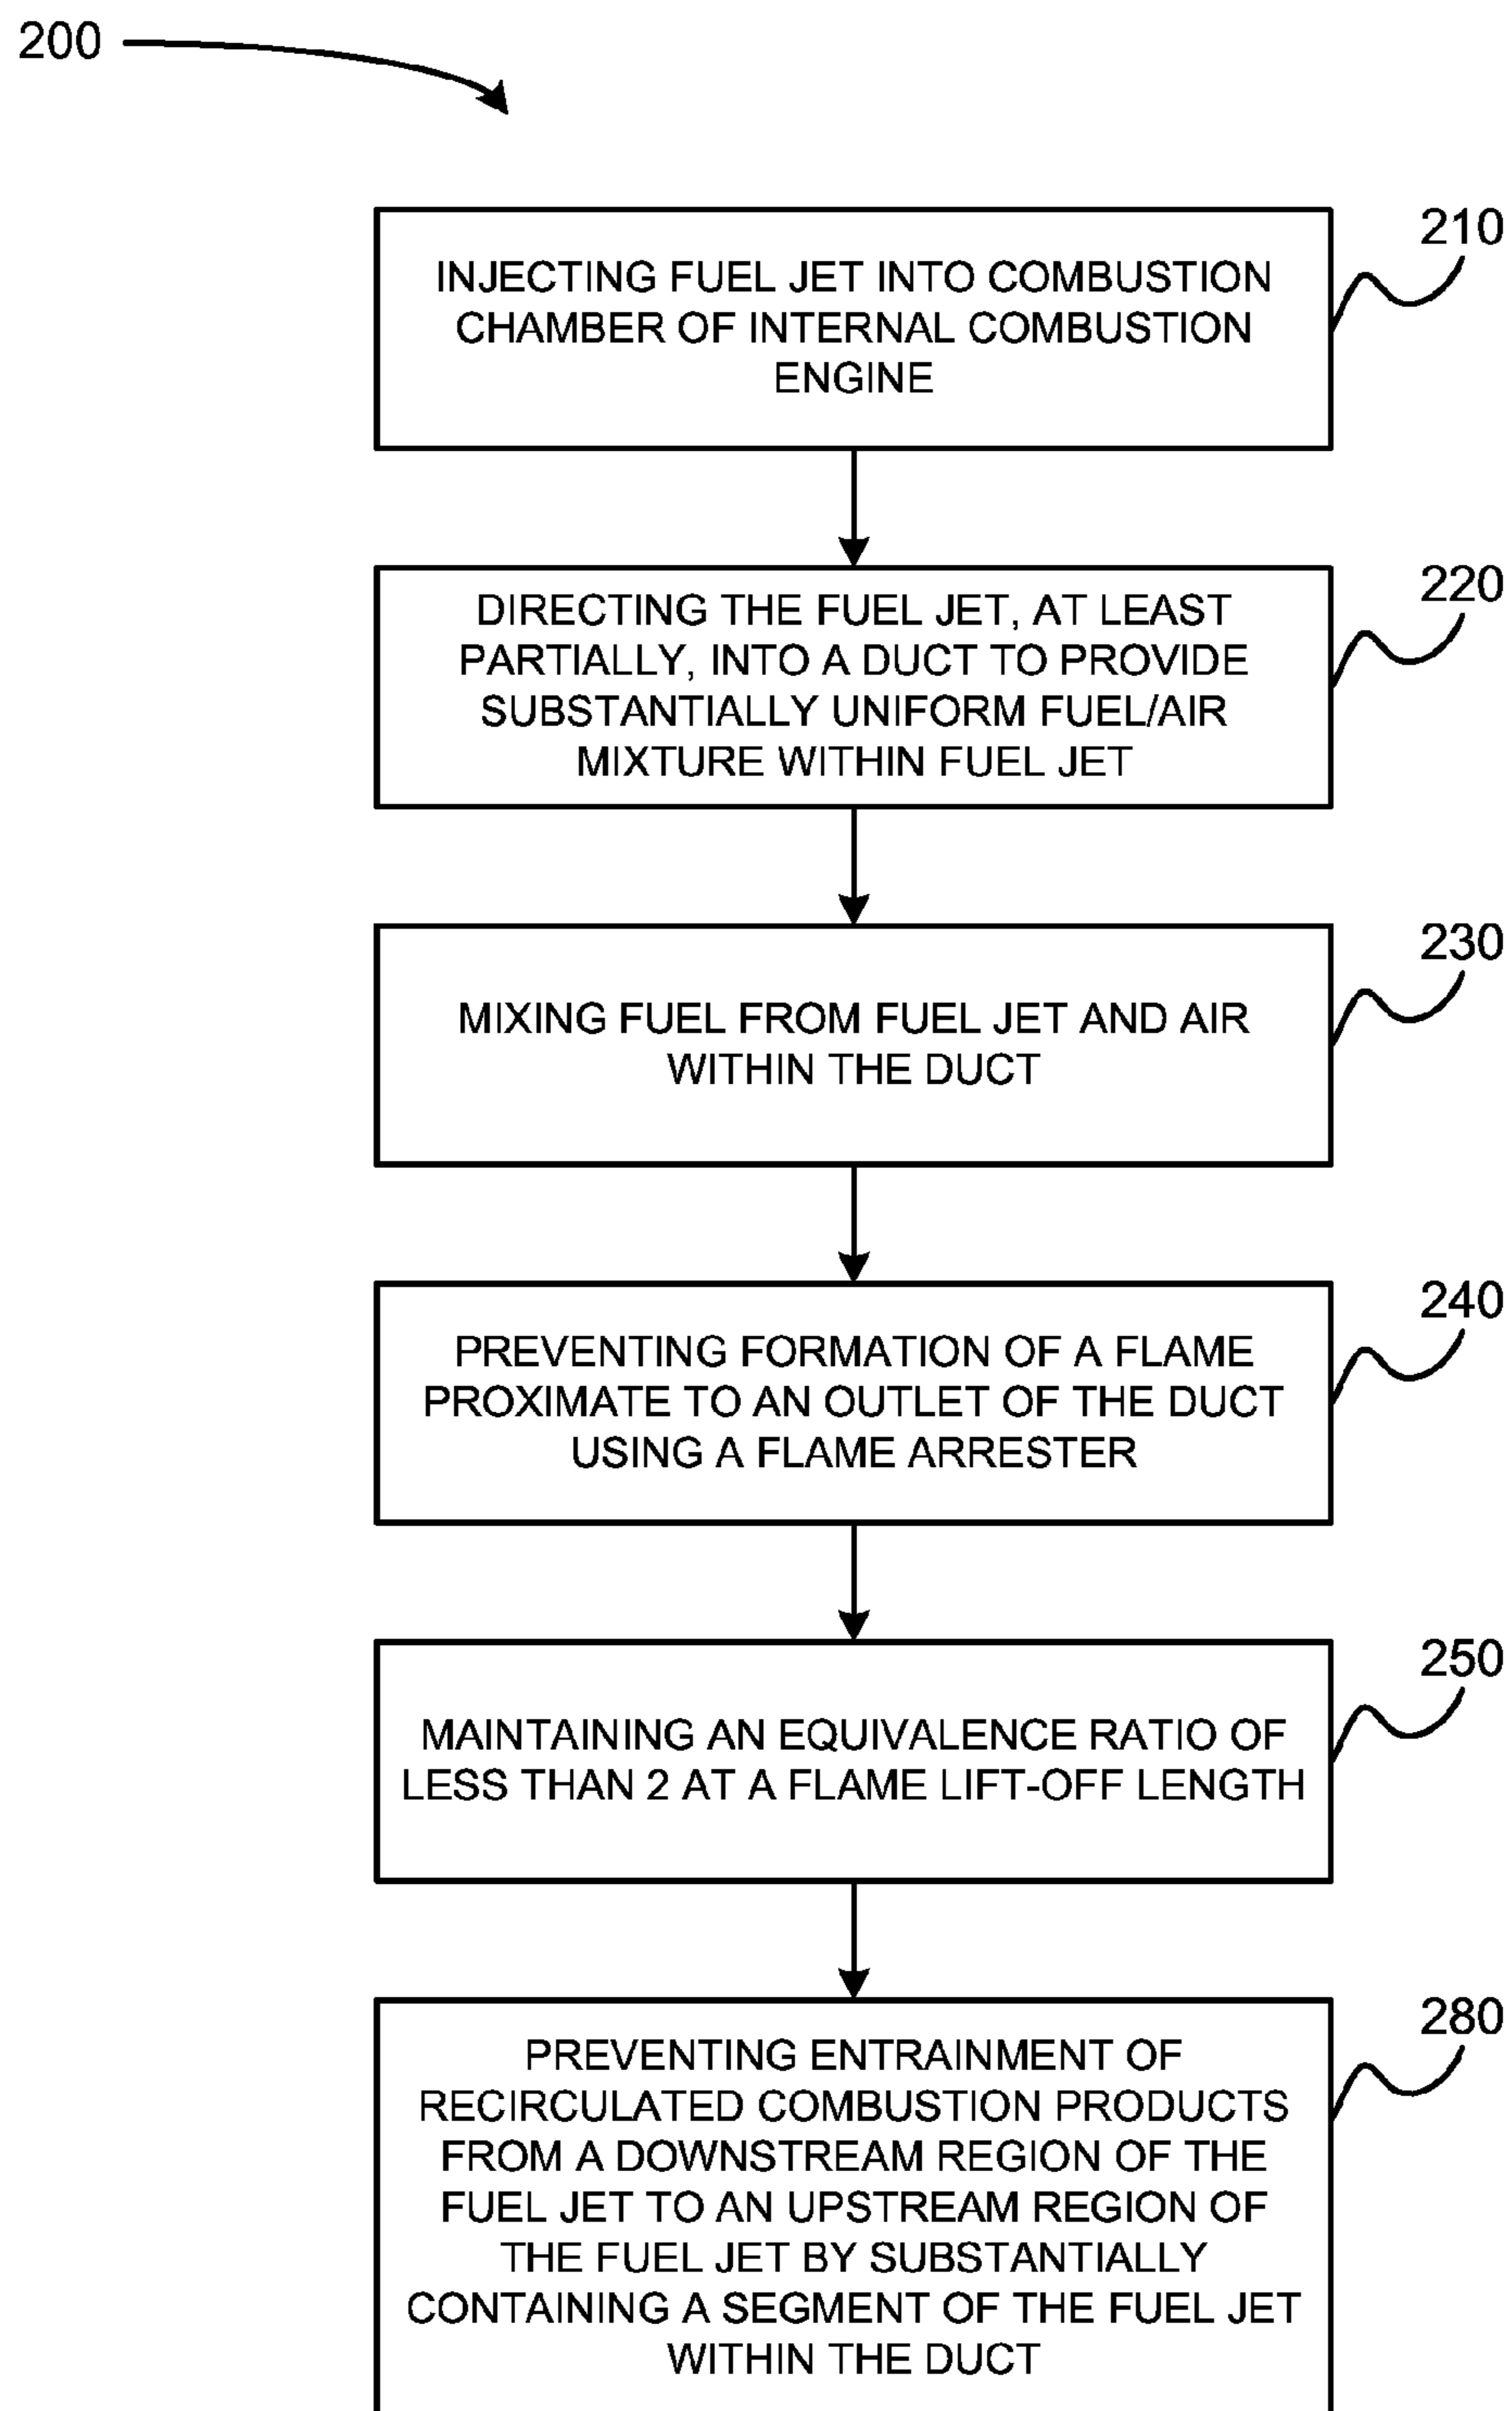 200
210
INJECTING FUEL JET INTO COMBUSTION
CHAMBER OF INTERNAL COMBUSTION
ENGINE
220
DIRECTING THE FUEL JET, AT LEAST
PARTIALLY, INTO A DUCT TO PROVIDE
SUBSTANTIALLY UNIFORM FUEL/AIR
MIXTURE WITHIN FUEL JET
230
MIXING FUEL FROM FUEL JET AND AIR
WITHIN THE DUCT
240
PREVENTING FORMATION OF A FLAME
PROXIMATE TO AN OUTLET OF THE DUCT
USING A FLAME ARRESTER
250
MAINTAINING AN EQUIVALENCE RATIO OF
LESS THAN 2 AT A FLAME LIFT-OFF LENGTH
280
PREVENTING ENTRAINMENT OF
RECIRCULATED COMBUSTION PRODUCTS
FROM A DOWNSTREAM REGION OF THE
FUEL JET TO AN UPSTREAM REGION OF
THE FUEL JET BY SUBSTANTIALLY
CONTAINING A SEGMENT OF THE FUEL JET
WITHIN THE DUCT